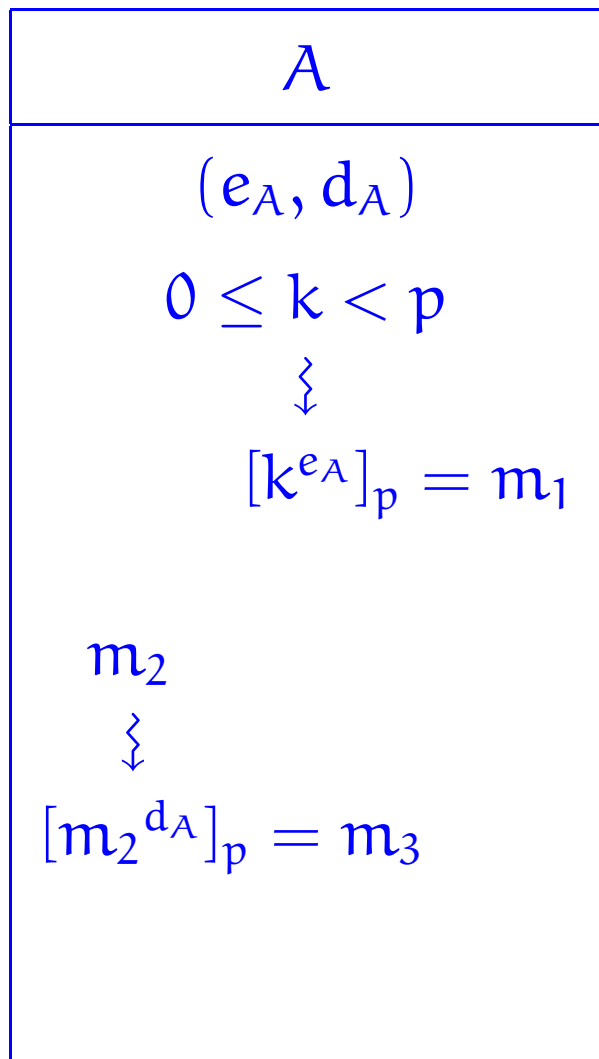 A
(e_A, d_A)
0 ≤ k < p
[k^{e_A}]_p = m_1
m_2
[m_2^{d_A}]_p = m_3